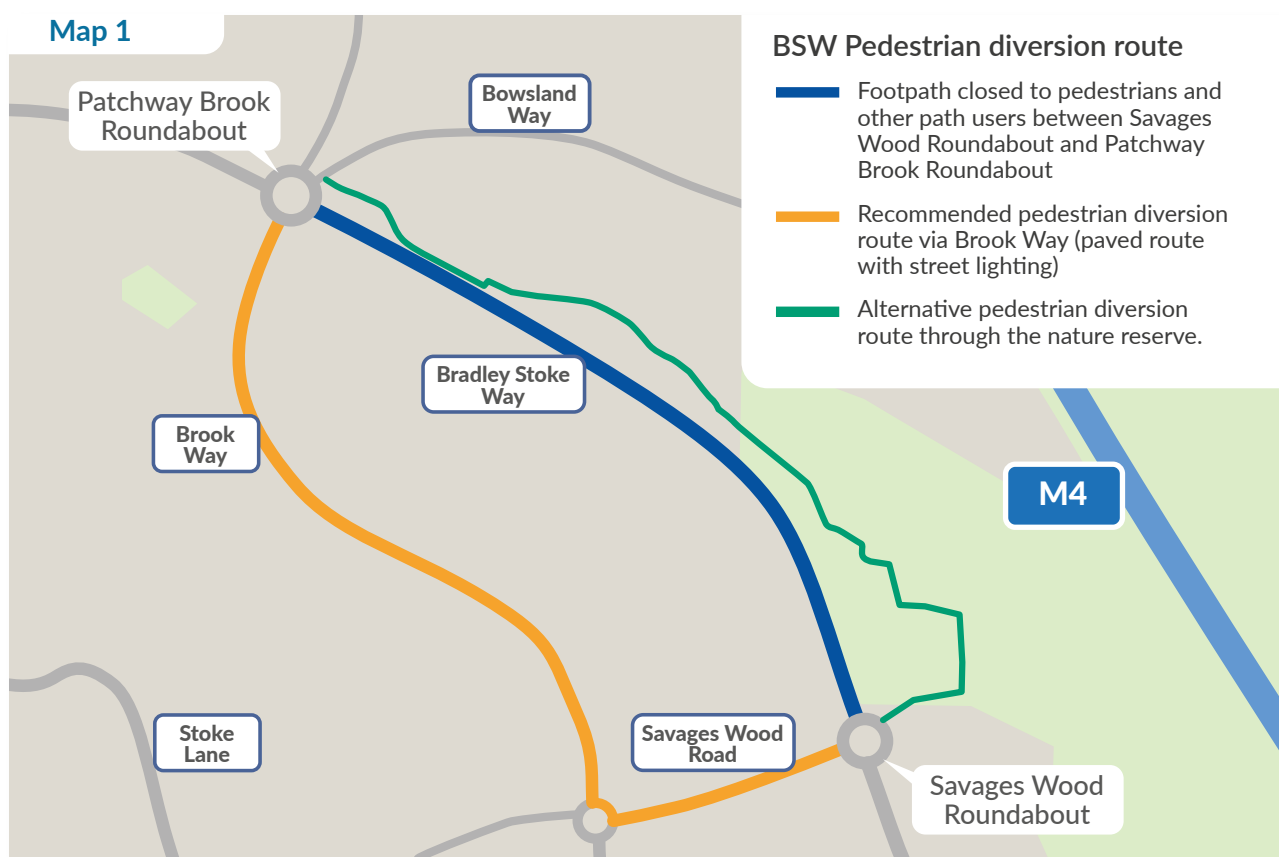 Map 1
BSW Pedestrian diversion route
Footpath closed to pedestrians and
other path users between Savages
Wood Roundabout and Patchway
Brook Roundabout
Recommended pedestrian diversion
route via Brook Way (paved route
with street lighting)
Alternative pedestrian diversion
route through the nature reserve.
Patchway Brook
Roundabout
Bowsland
Way
Bradley Stoke
Way
Brook
Way
M4
Stoke
Lane
Savages Wood
Road
Savages Wood
Roundabout